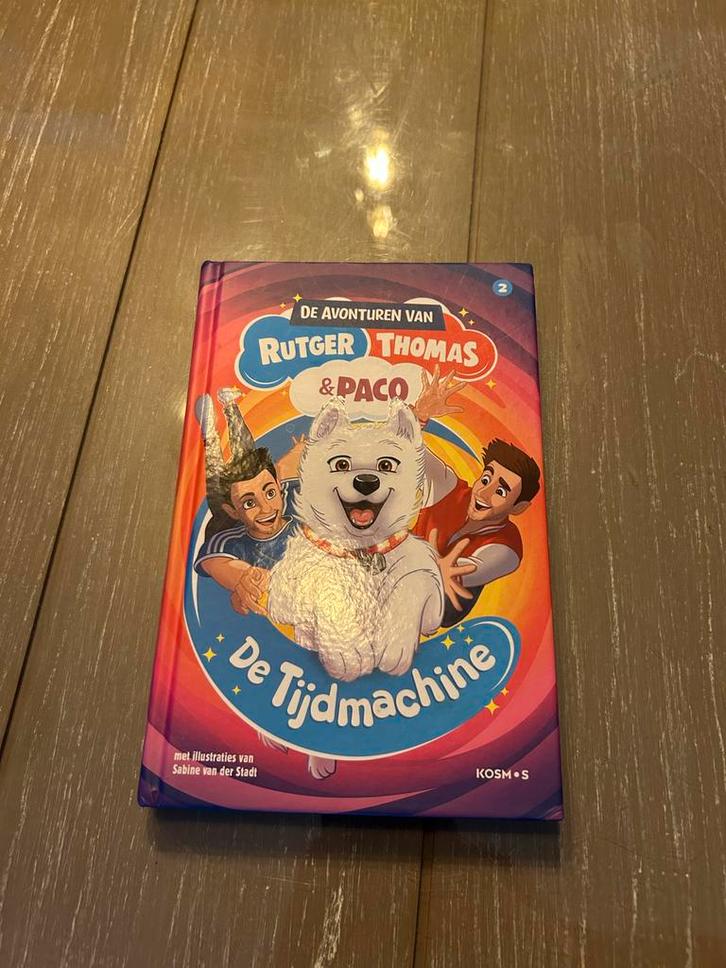 2
DE AVONTUREN VAN
RUTGER THOMAS
& PACO
De Tijdmachine
met illustraties van
Sabine van der Stadt
KOSMOS